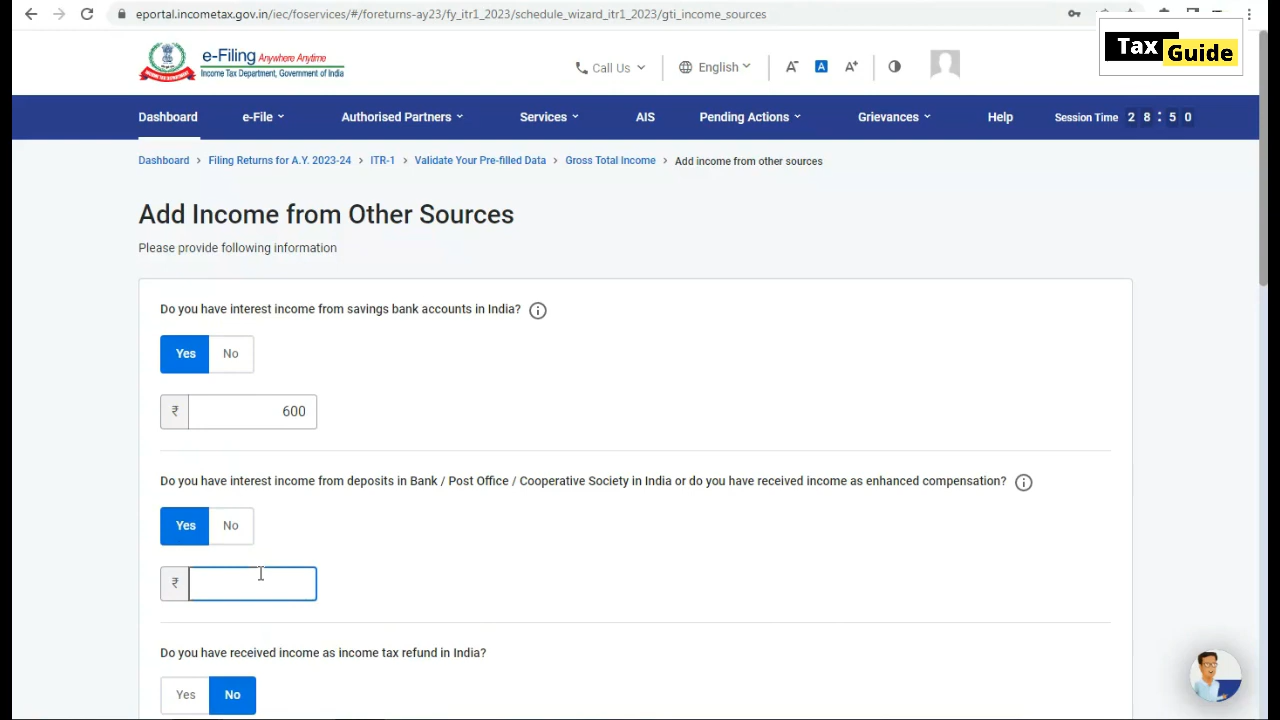 eportal.incometax.gov.in/iec/foservices/#/foreturns-ay23/fy_itr1_2023/schedule_wizard_itr1_2023/gti_income_sources
Tax
Guide
e-Filing Anywhere Anytime
Income Tax Department, Government of India
Call Us
English
A-
A
A+
Dashboard
e-File
Authorised Partners
Services
AIS
Pending Actions
Grievances
Help
Session Time 2 8 : 5 0
Dashboard > Filing Returns for A.Y. 2023-24 > ITR-1 > Validate Your Pre-filled Data > Gross Total Income > Add income from other sources
Add Income from Other Sources
Please provide following information
Do you have interest income from savings bank accounts in India?
Yes No
₹ 600
Do you have interest income from deposits in Bank / Post Office / Cooperative Society in India or do you have received income as enhanced compensation?
Yes No
₹
Do you have received income as income tax refund in India?
Yes No